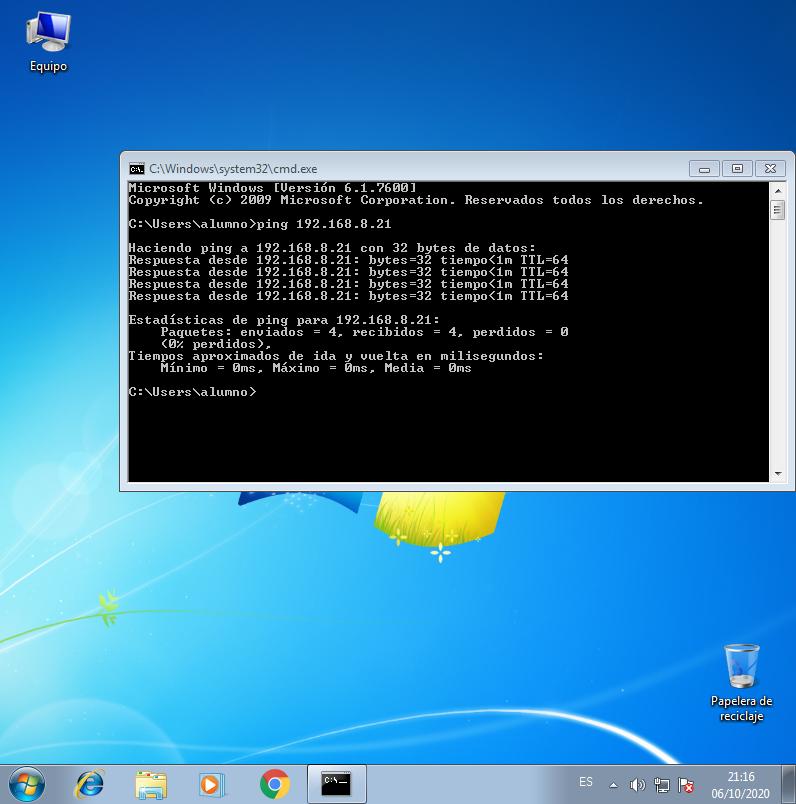 Equipo
C:\Windows\system32\cmd.exe
Microsoft Windows [Versión 6.1.7600]
Copyright (c) 2009 Microsoft Corporation. Reservados todos los derechos.
C:\Users\alumno>ping 192.168.8.21
Haciendo ping a 192.168.8.21 con 32 bytes de datos:
Respuesta desde 192.168.8.21: bytes=32 tiempo<1m TTL=64
Respuesta desde 192.168.8.21: bytes=32 tiempo<1m TTL=64
Respuesta desde 192.168.8.21: bytes=32 tiempo<1m TTL=64
Respuesta desde 192.168.8.21: bytes=32 tiempo<1m TTL=64
Estadísticas de ping para 192.168.8.21:
Paquetes: enviados = 4, recibidos = 4, perdidos = 0
(0% perdidos),
Tiempos aproximados de ida y vuelta en milisegundos:
Mínimo = 0ms, Máximo = 0ms, Media = 0ms
C:\Users\alumno>
Papelera de
reciclaje
ES
21:16
06/10/2020